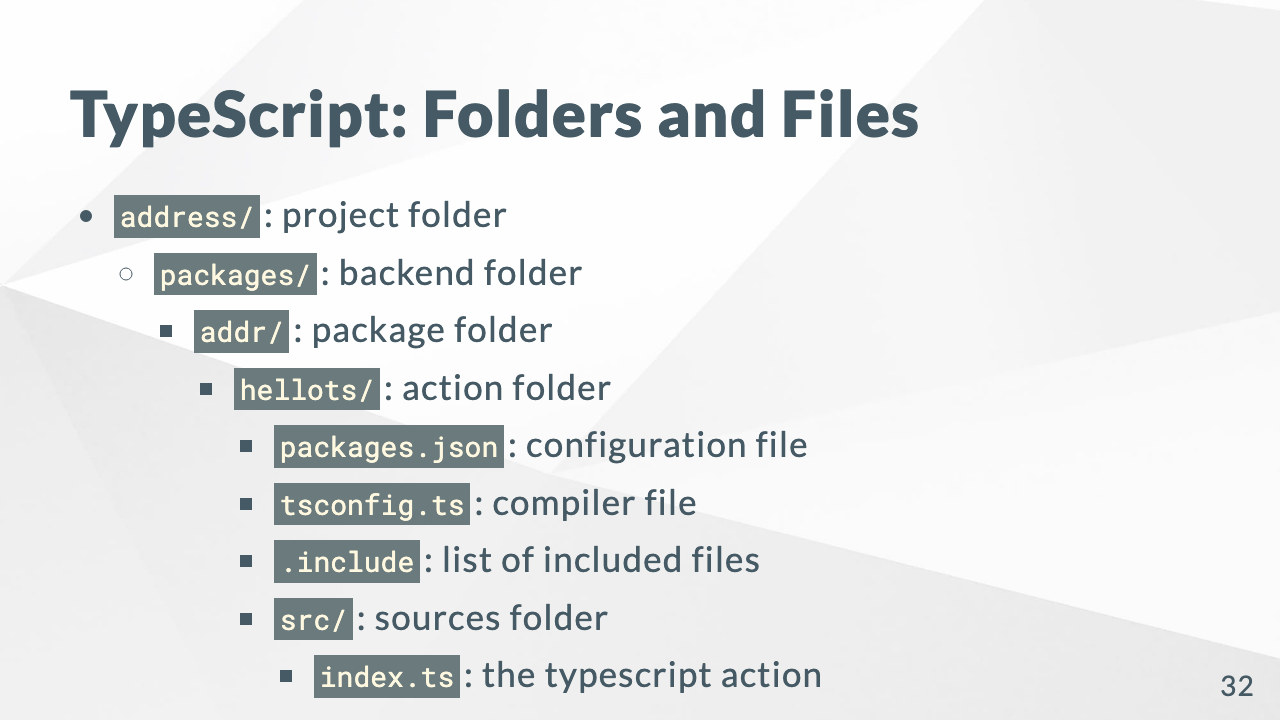 TypeScript: Folders and Files
address/ : project folder
packages/ : backend folder
addr/ : package folder
hellots/ : action folder
packages.json : configuration file
tsconfig.ts : compiler file
.include : list of included files
src/ : sources folder
index.ts : the typescript action
32